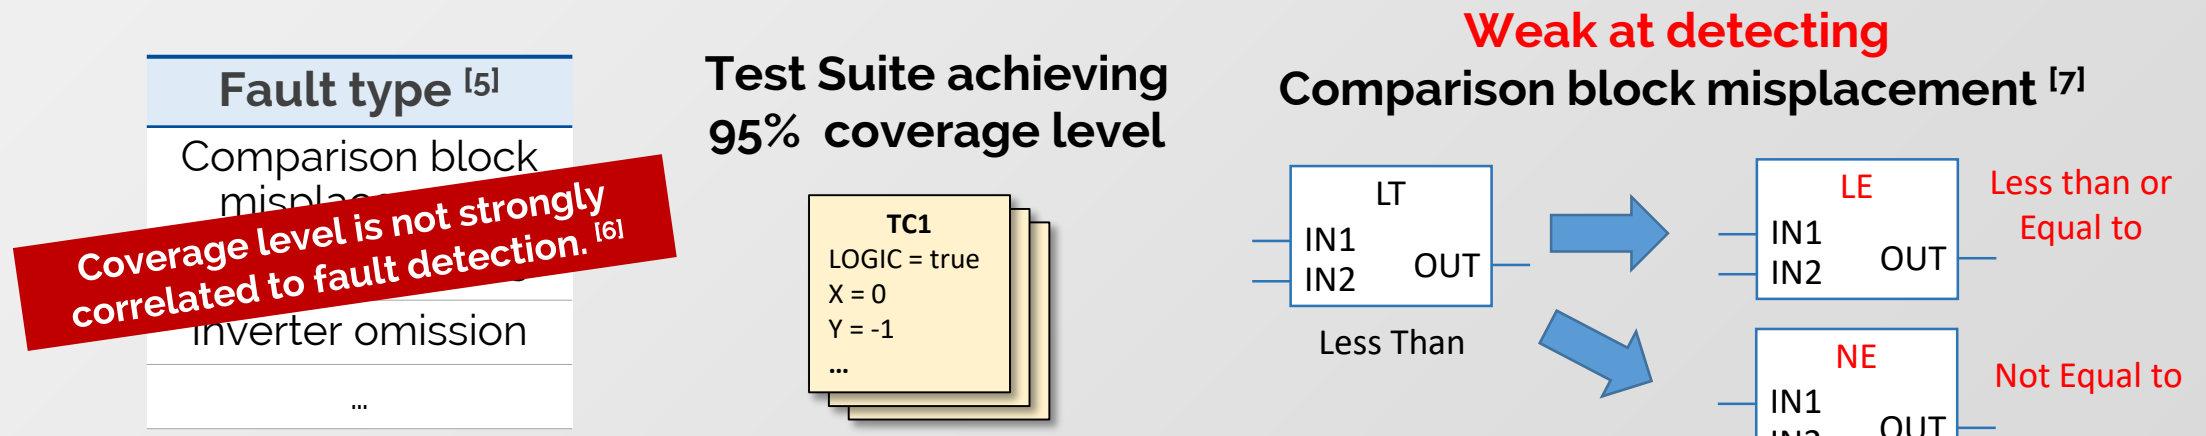 Fault type [5]
Comparison block
Coverage level is not strongly
correlated to fault detection. [6]
Inverter omission
...
Test Suite achieving
95% coverage level
TC1
LOGIC = true
X = 0
Y = -1
...
Weak at detecting
Comparison block misplacement [7]
LT
IN1
IN2
OUT
Less Than
LE
IN1
IN2
OUT
Less than or
Equal to
NE
IN1
OUT
Not Equal to